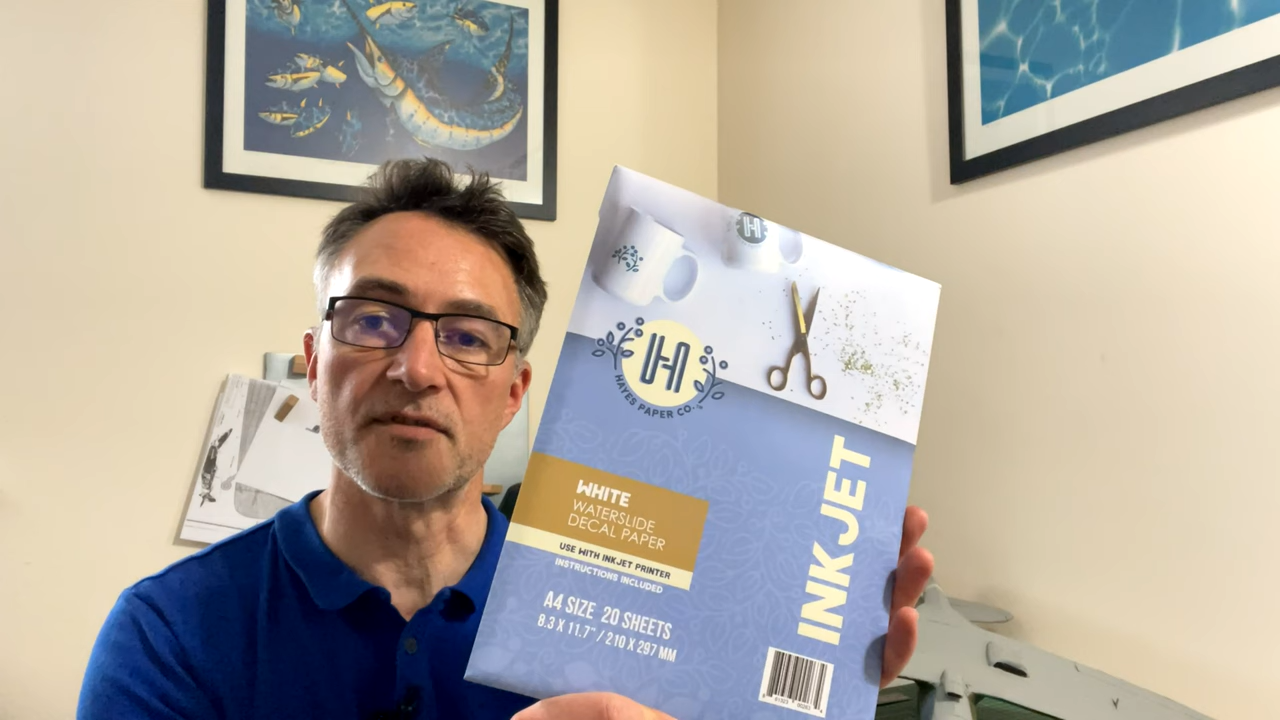 H
H
HAYES PAPER CO.
INKJET
WHITE
WATERSLIDE
DECAL PAPER
USE WITH INKJET PRINTER
INSTRUCTIONS INCLUDED
A4 SIZE 20 SHEETS
8.3 X 11.7" / 210 X 297 MM